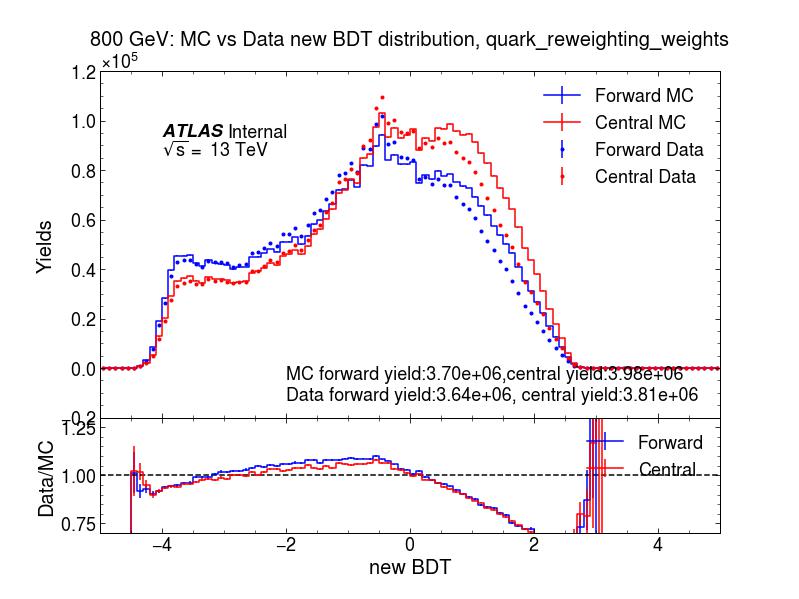 800 GeV: MC vs Data new BDT distribution, quark_reweighting_weights
×10⁵
1.2
1.0
0.8
0.6
0.4
0.2
0.0
0.2
Yields
ATLAS Internal
√s = 13 TeV
Forward MC
Central MC
Forward Data
Central Data
MC forward yield:3.70e+06,central yield:3.98e+06
Data forward yield:3.64e+06, central yield:3.81e+06
1.25
1.00
0.75
Data/MC
Forward
Central
−4
−2
0
2
4
new BDT